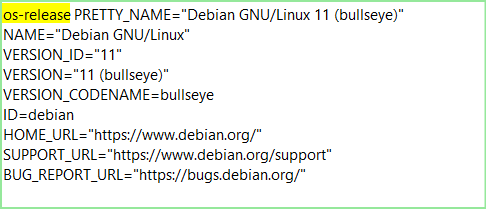 os-release PRETTY_NAME="Debian GNU/Linux 11 (bullseye)"
NAME="Debian GNU/Linux"
VERSION_ID="11"
VERSION="11 (bullseye)"
VERSION_CODENAME=bullseye
ID=debian
HOME_URL="https://www.debian.org/"
SUPPORT_URL="https://www.debian.org/support"
BUG_REPORT_URL="https://bugs.debian.org/"